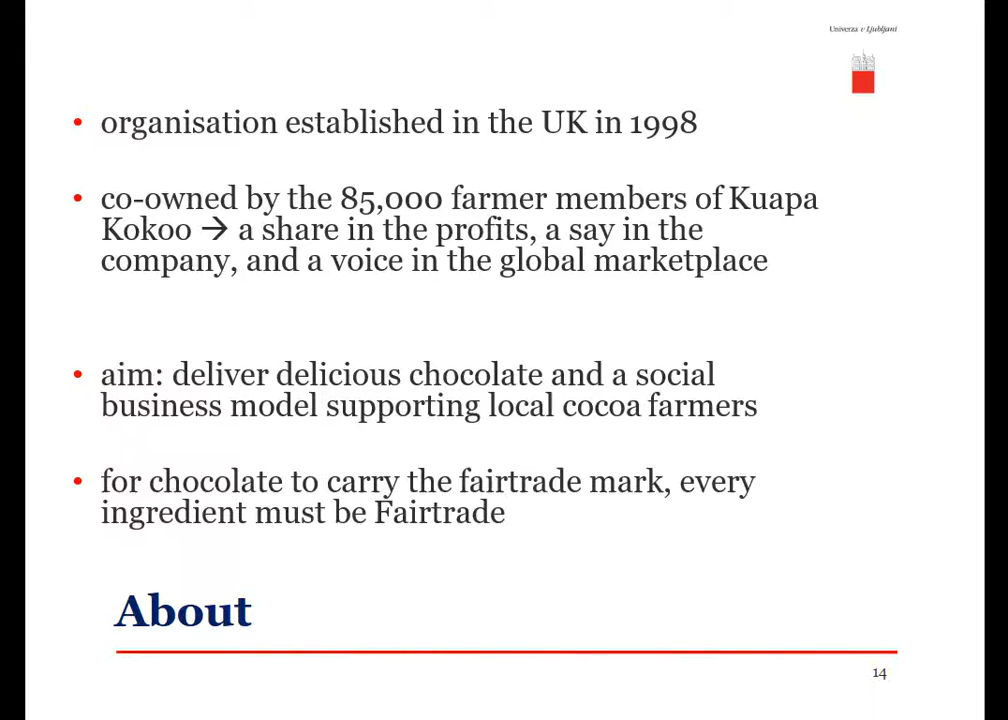 Univerza v Ljubljani
• organisation established in the UK in 1998
• co-owned by the 85,000 farmer members of Kuapa
Kokoo → a share in the profits, a say in the
company, and a voice in the global marketplace
• aim: deliver delicious chocolate and a social
business model supporting local cocoa farmers
• for chocolate to carry the fairtrade mark, every
ingredient must be Fairtrade
About
14